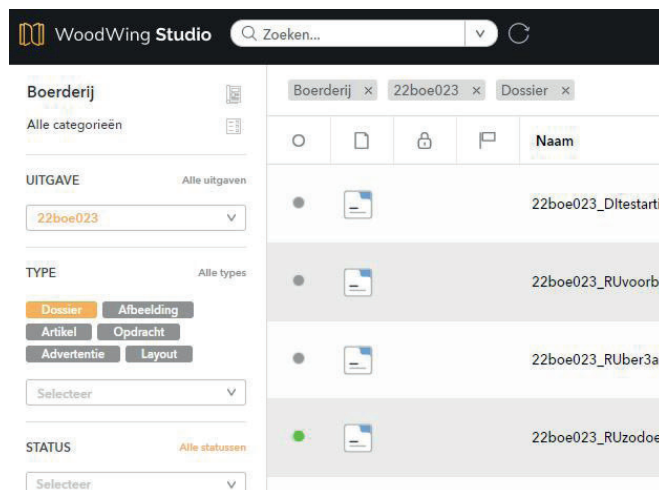 WoodWing Studio Zoeken...
Boerderij
Alle categorieën
UITGAVE Alle uitgaven
22boe023
TYPE Alle types
Dossier Afbeelding
Artikel Opdracht
Advertentie Layout
Selecteer
STATUS Alle statussen
Selecteer
Boerderij × 22boe023 × Dossier ×
Naam
22boe023_DItestarti
22boe023_RUvoorb
22boe023_RUber3a
22boe023_RUzodoe